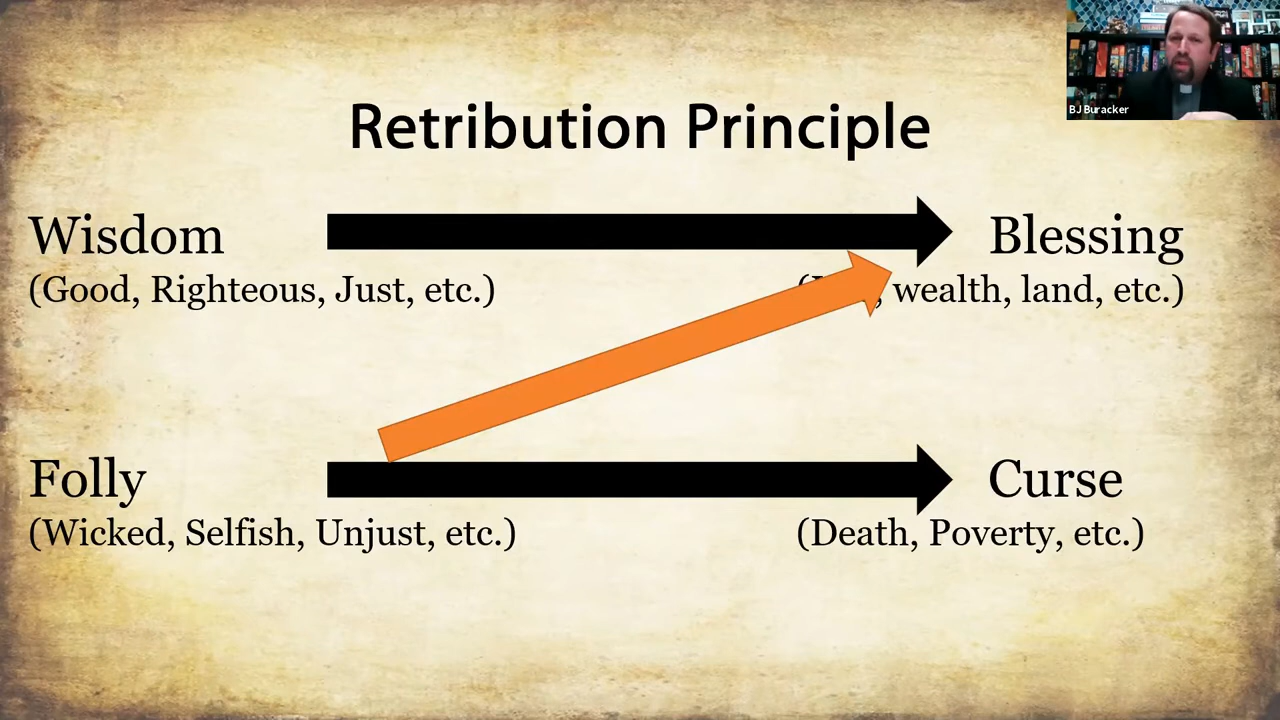 BJ Buracker
Retribution Principle
Wisdom
Blessing
(Good, Righteous, Just, etc.)
wealth, land, etc.)
Folly
Curse
(Wicked, Selfish, Unjust, etc.)
(Death, Poverty, etc.)